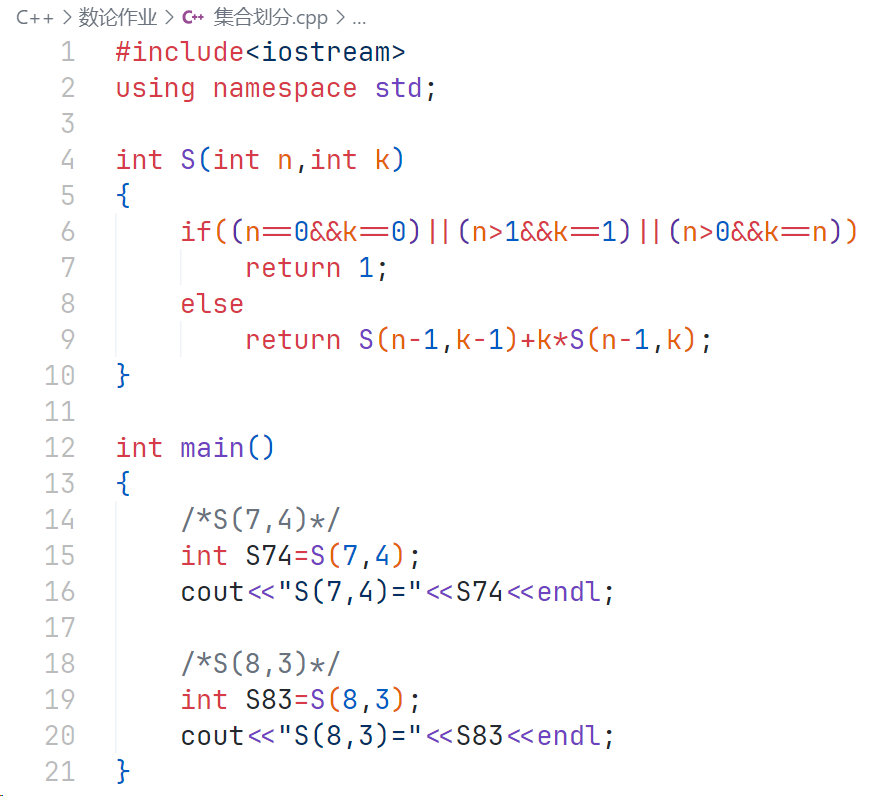 C++ > 数论作业 > C++ 集合划分.cpp > ...
1 #include<iostream>
2 using namespace std;
3
4 int S(int n,int k)
5 {
6     if((n==0&&k==0)||(n>1&&k==1)||(n>0&&k==n))
7         return 1;
8     else
9         return S(n-1,k-1)+k*S(n-1,k);
10 }
11
12 int main()
13 {
14     /*S(7,4)*/
15     int S74=S(7,4);
16     cout<<"S(7,4)="<<S74<<endl;
17
18     /*S(8,3)*/
19     int S83=S(8,3);
20     cout<<"S(8,3)="<<S83<<endl;
21 }